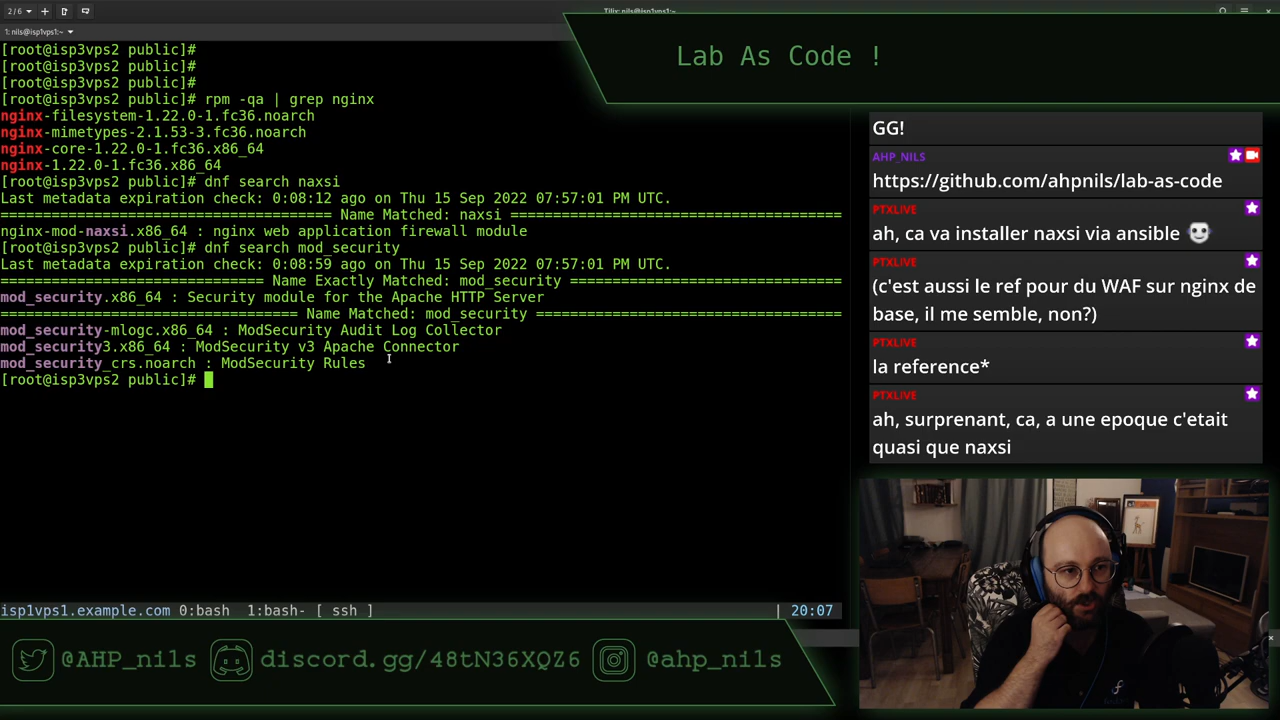 2/6
Tilix: nils@isp1vps1:~
1: nils@isp1vps1:~
[root@isp3vps2 public]#
[root@isp3vps2 public]#
[root@isp3vps2 public]#
[root@isp3vps2 public]# rpm -qa | grep nginx
nginx-filesystem-1.22.0-1.fc36.noarch
nginx-mimetypes-2.1.53-3.fc36.noarch
nginx-core-1.22.0-1.fc36.x86_64
nginx-1.22.0-1.fc36.x86_64
[root@isp3vps2 public]# dnf search naxsi
Last metadata expiration check: 0:08:12 ago on Thu 15 Sep 2022 07:57:01 PM UTC.
======================================= Name Matched: naxsi =======================================
nginx-mod-naxsi.x86_64 : nginx web application firewall module
[root@isp3vps2 public]# dnf search mod_security
Last metadata expiration check: 0:08:59 ago on Thu 15 Sep 2022 07:57:01 PM UTC.
=============================== Name Exactly Matched: mod_security ================================
mod_security.x86_64 : Security module for the Apache HTTP Server
=================================== Name Matched: mod_security ====================================
mod_security-mlogc.x86_64 : ModSecurity Audit Log Collector
mod_security3.x86_64 : ModSecurity v3 Apache Connector
mod_security_crs.noarch : ModSecurity Rules
[root@isp3vps2 public]#
isp1vps1.example.com 0:bash 1:bash- [ ssh ] | 20:07
Lab As Code !
GG!
AHP_NILS
https://github.com/ahpnils/lab-as-code
PTXLIVE
ah, ca va installer naxsi via ansible
PTXLIVE
(c'est aussi le ref pour du WAF sur nginx de
base, il me semble, non?)
PTXLIVE
la reference*
PTXLIVE
ah, surprenant, ca, a une epoque c'etait
quasi que naxsi
@AHP_nils discord.gg/48tN36XQZ6 @ahp_nils